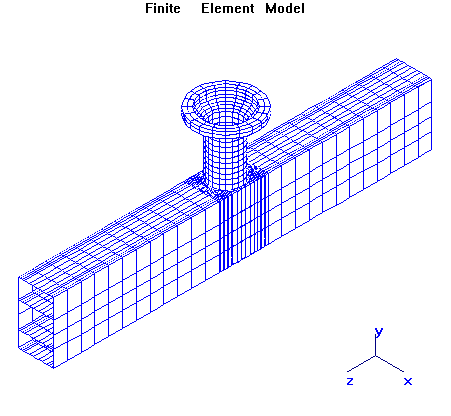 Finite Element Model
y
z x